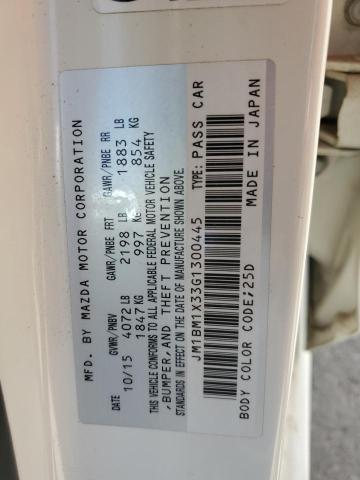 MFD. BY MAZDA MOTOR CORPORATION
DATE GVWR/PNBV GAWR/PNBE FRT GAWR/PNBE RR
10/15 4072 LB 2198 LB 1883 LB
1847 KG 997 KG 854 KG
THIS VEHICLE CONFORMS TO ALL APPLICABLE FEDERAL MOTOR VEHICLE SAFETY
, BUMPER, AND THEFT PREVENTION
STANDARDS IN EFFECT ON THE DATE OF MANUFACTURE SHOWN ABOVE.
JM1BM1X33G1300445 TYPE: PASS CAR
BODY COLOR CODE;25D MADE IN JAPAN